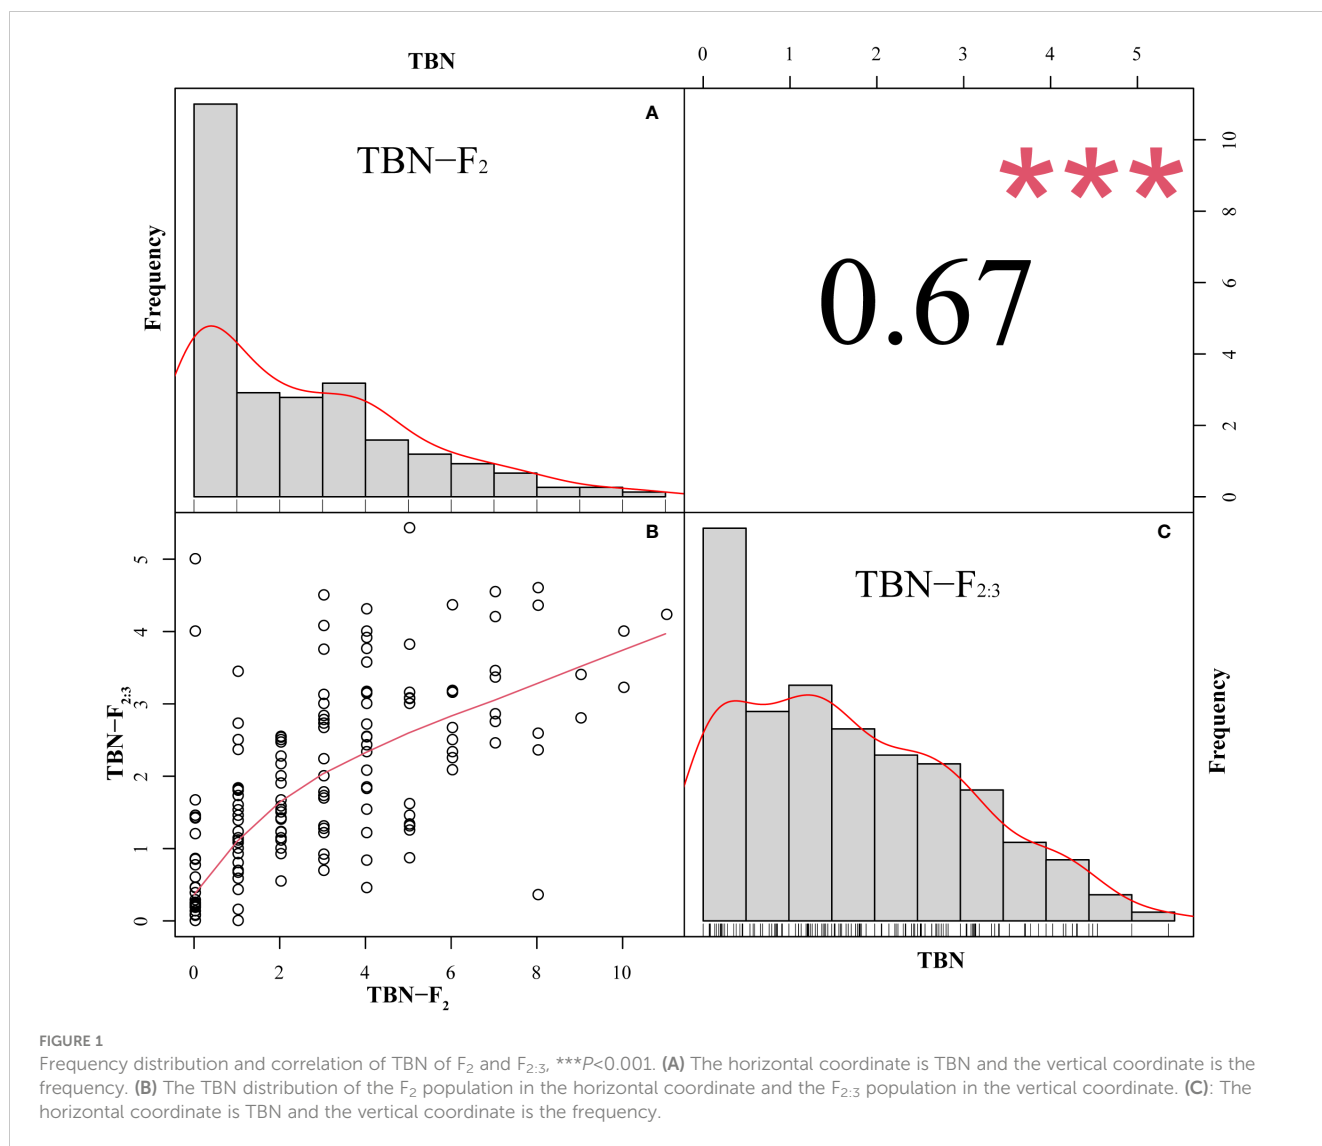 TBN
0 1 2 3 4 5
A
TBN−F2
Frequency
***
0.67
0 2 4 6 8 10
B
TBN−F2:3
0 1 2 3 4 5
0 2 4 6 8 10
TBN−F2
C
TBN−F2:3
Frequency
TBN
FIGURE 1
Frequency distribution and correlation of TBN of F2 and F2:3, ***P<0.001. (A) The horizontal coordinate is TBN and the vertical coordinate is the
frequency. (B) The TBN distribution of the F2 population in the horizontal coordinate and the F2:3 population in the vertical coordinate. (C): The
horizontal coordinate is TBN and the vertical coordinate is the frequency.